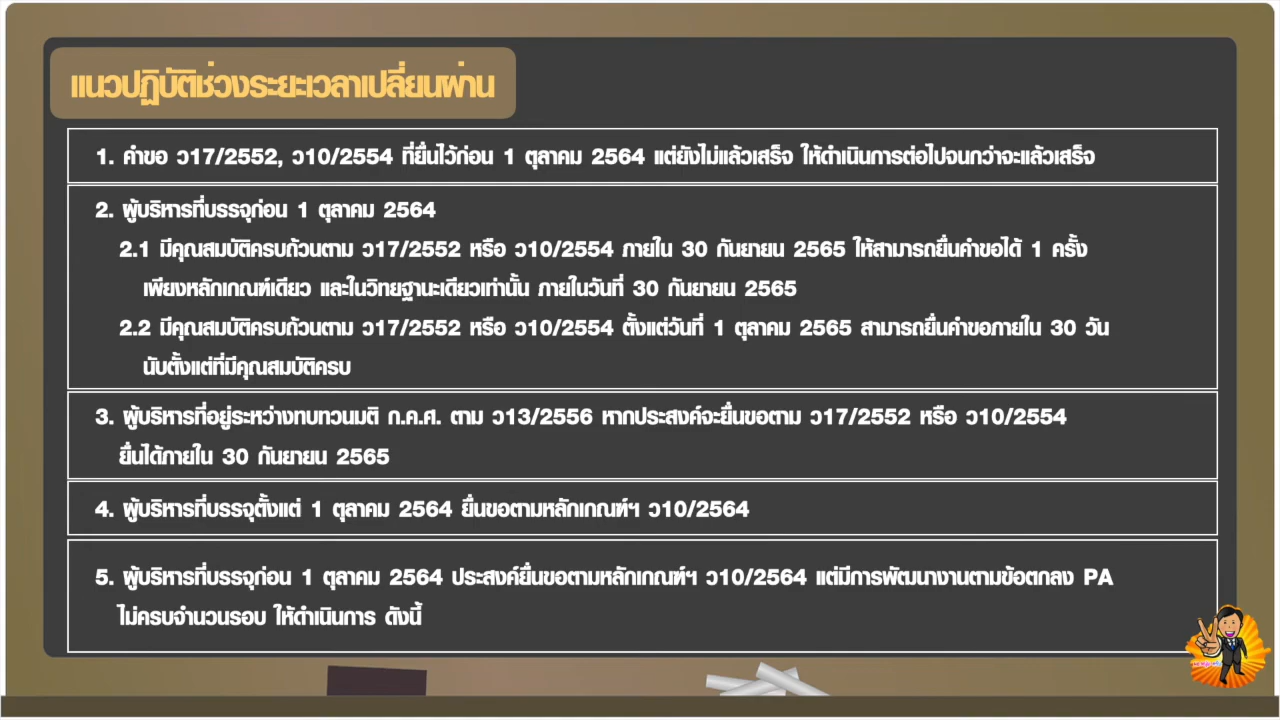 แนวปฏิบัติช่วงระยะเวลาเปลี่ยนผ่าน
1. คำขอ ว17/2552, ว10/2554 ที่ยื่นไว้ก่อน 1 ตุลาคม 2564 แต่ยังไม่แล้วเสร็จ ให้ดำเนินการต่อไปจนกว่าจะแล้วเสร็จ
2. ผู้บริหารที่บรรจุก่อน 1 ตุลาคม 2564
2.1 มีคุณสมบัติครบถ้วนตาม ว17/2552 หรือ ว10/2554 ภายใน 30 กันยายน 2565 ให้สามารถยื่นคำขอได้ 1 ครั้ง
เพียงหลักเกณฑ์เดียว และในวิทยฐานะเดียวเท่านั้น ภายในวันที่ 30 กันยายน 2565
2.2 มีคุณสมบัติครบถ้วนตาม ว17/2552 หรือ ว10/2554 ตั้งแต่วันที่ 1 ตุลาคม 2565 สามารถยื่นคำขอภายใน 30 วัน
นับตั้งแต่ที่มีคุณสมบัติครบ
3. ผู้บริหารที่อยู่ระหว่างทบทวนมติ ก.ค.ศ. ตาม ว13/2556 หากประสงค์จะยื่นขอตาม ว17/2552 หรือ ว10/2554
ยื่นได้ภายใน 30 กันยายน 2565
4. ผู้บริหารที่บรรจุตั้งแต่ 1 ตุลาคม 2564 ยื่นขอตามหลักเกณฑ์ฯ ว10/2564
5. ผู้บริหารที่บรรจุก่อน 1 ตุลาคม 2564 ประสงค์ยื่นขอตามหลักเกณฑ์ฯ ว10/2564 แต่มีการพัฒนางานตามข้อตกลง PA
ไม่ครบจำนวนรอบ ให้ดำเนินการ ดังนี้